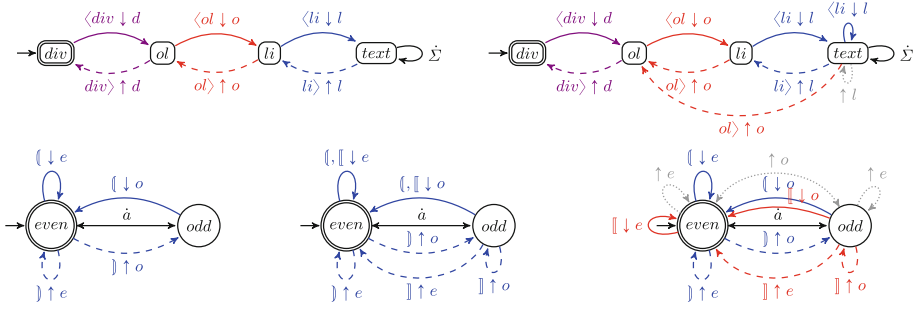 ⟨div ↓ d ⟨ol ↓ o ⟨li ↓ l
div ol li text Σ̇
div⟩ ↑ d ol⟩ ↑ o li⟩ ↑ l
⟨div ↓ d ⟨ol ↓ o ⟨li ↓ l ⟨li ↓ l
div ol li text Σ̇
div⟩ ↑ d ol⟩ ↑ o li⟩ ↑ l ↑ l
ol⟩ ↑ o
⦅ ↓ e
⦅ ↓ o
even ȧ odd
⦆ ↑ o
⦆ ↑ e
⦅, ⟦ ↓ e
⦅, ⟦ ↓ o
even ȧ odd
⦆ ↑ o
⦆ ↑ e ⟧ ↑ e ⟧ ↑ o
⦅ ↓ e ↑ o
↑ e ⦅ ↓ o ↑ e
⟦ ↓ o
⟦ ↓ e even ȧ odd
⦆ ↑ o
⦆ ↑ e ⟧ ↑ e ⟧ ↑ o